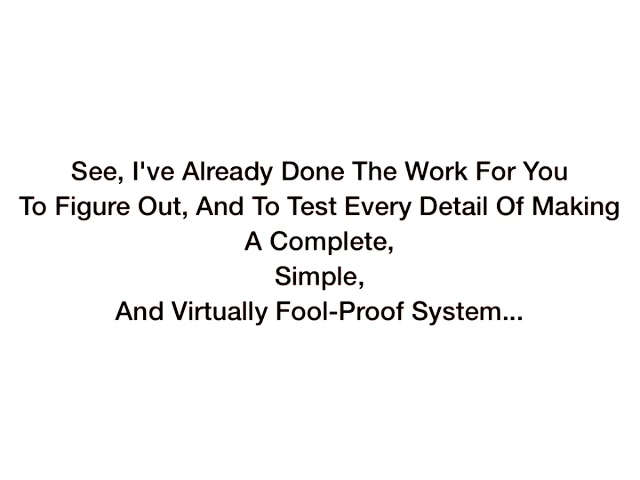 See, I've Already Done The Work For You
To Figure Out, And To Test Every Detail Of Making
A Complete,
Simple,
And Virtually Fool-Proof System...